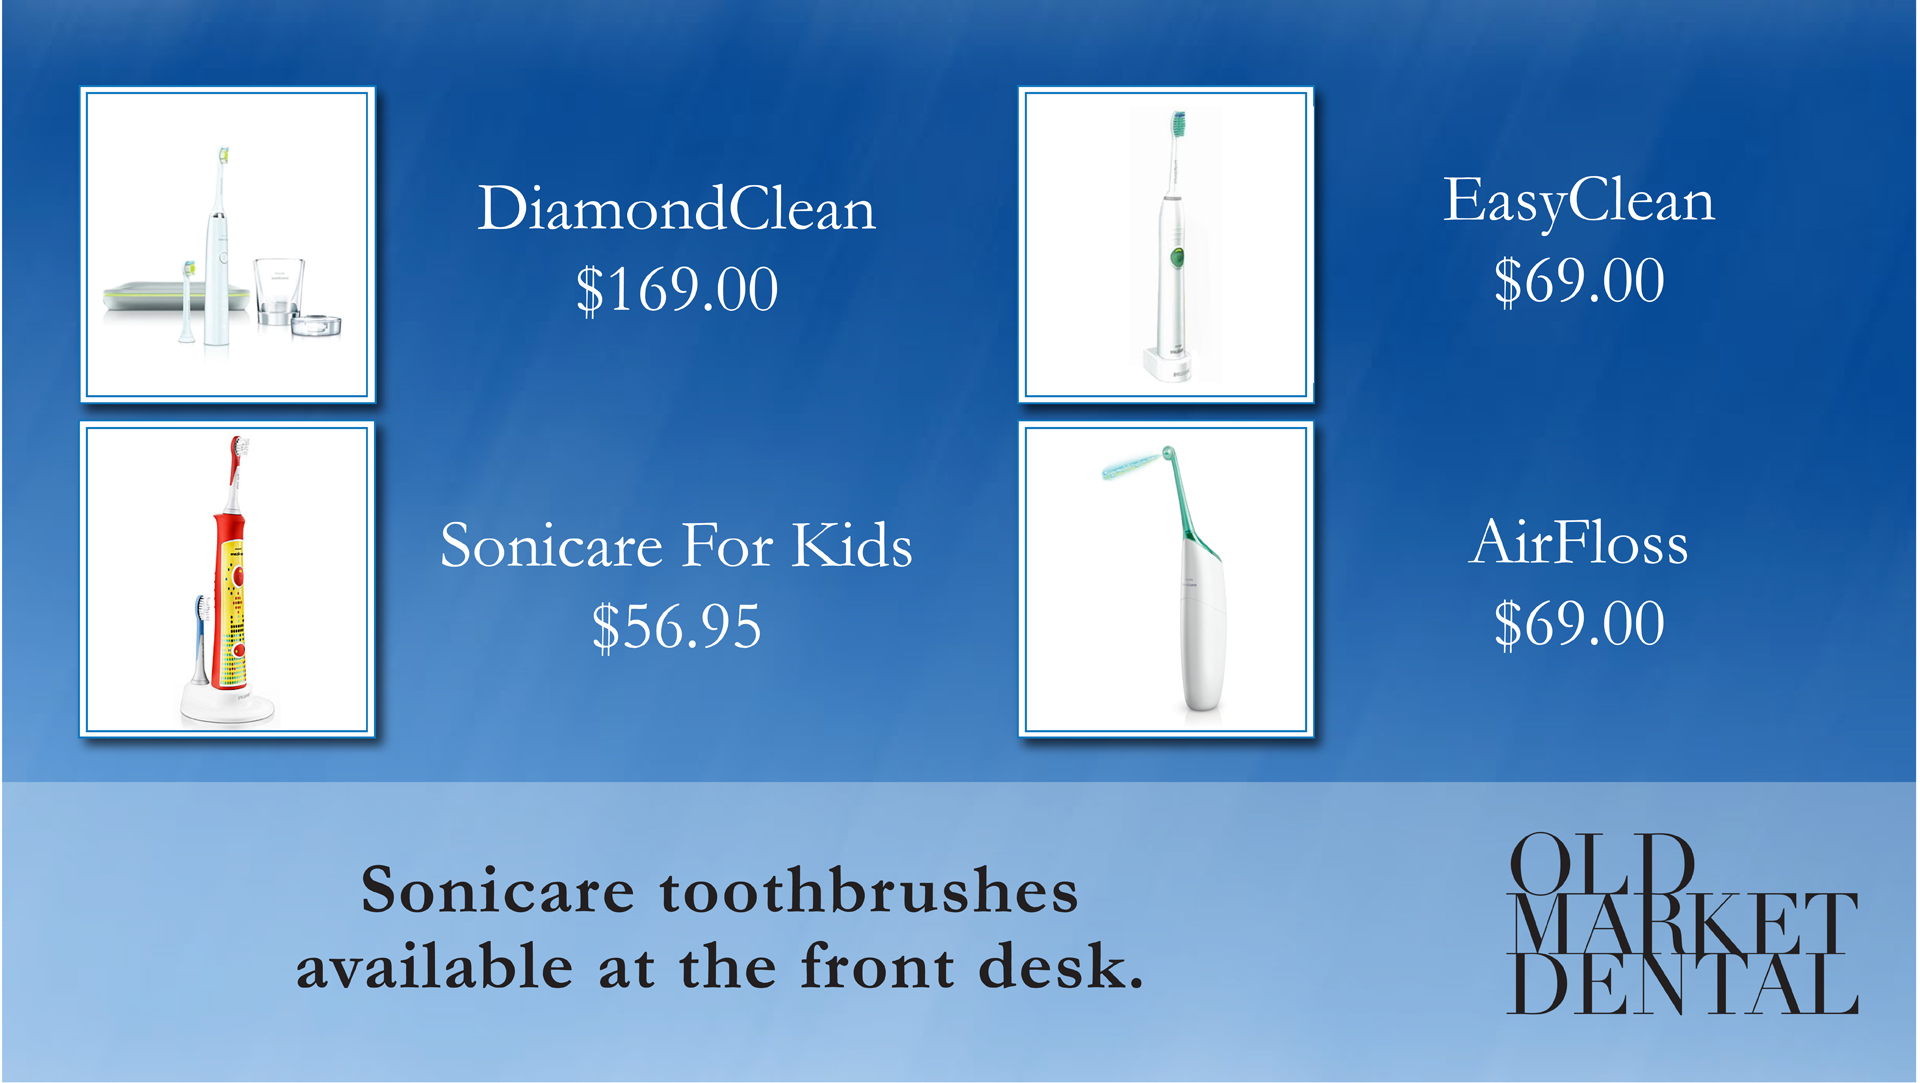 DiamondClean
$169.00
EasyClean
$69.00
Sonicare For Kids
$56.95
AirFloss
$69.00
Sonicare toothbrushes
available at the front desk.
OLD
MARKET
DENTAL